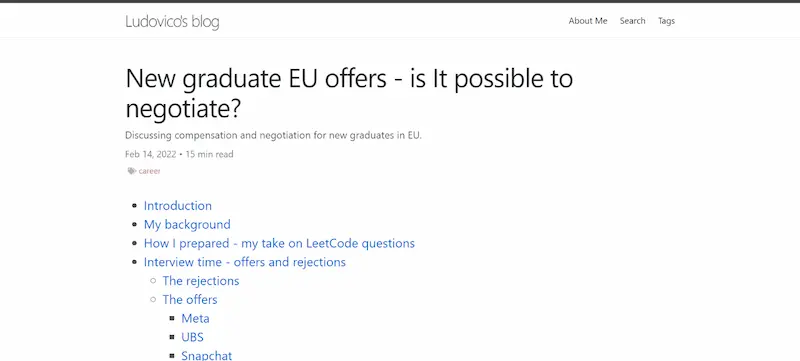 Ludovico's blog
About Me Search Tags
New graduate EU offers - is It possible to
negotiate?
Discussing compensation and negotiation for new graduates in EU.
Feb 14, 2022 • 15 min read
career
Introduction
My background
How I prepared - my take on LeetCode questions
Interview time - offers and rejections
The rejections
The offers
Meta
UBS
Snapchat